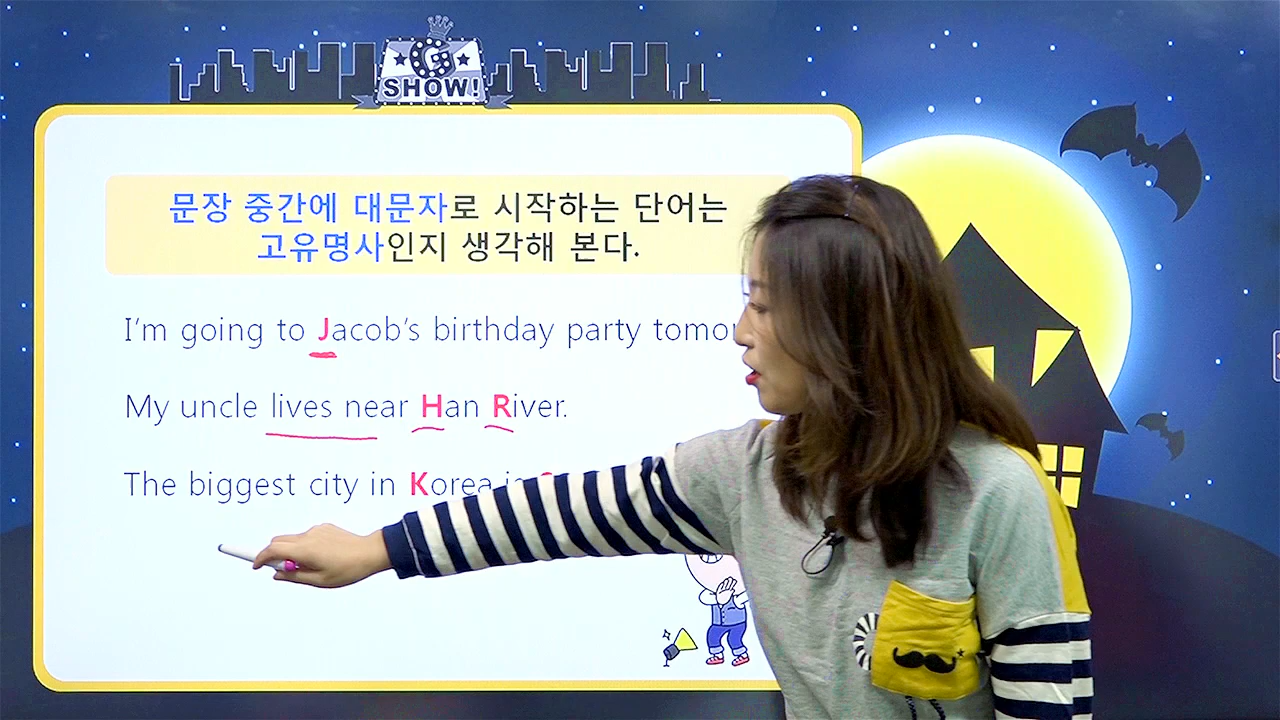 G
SHOW!
문장 중간에 대문자로 시작하는 단어는
고유명사인지 생각해 본다.
I'm going to Jacob's birthday party
My uncle lives near Han River.
The biggest city in Korea